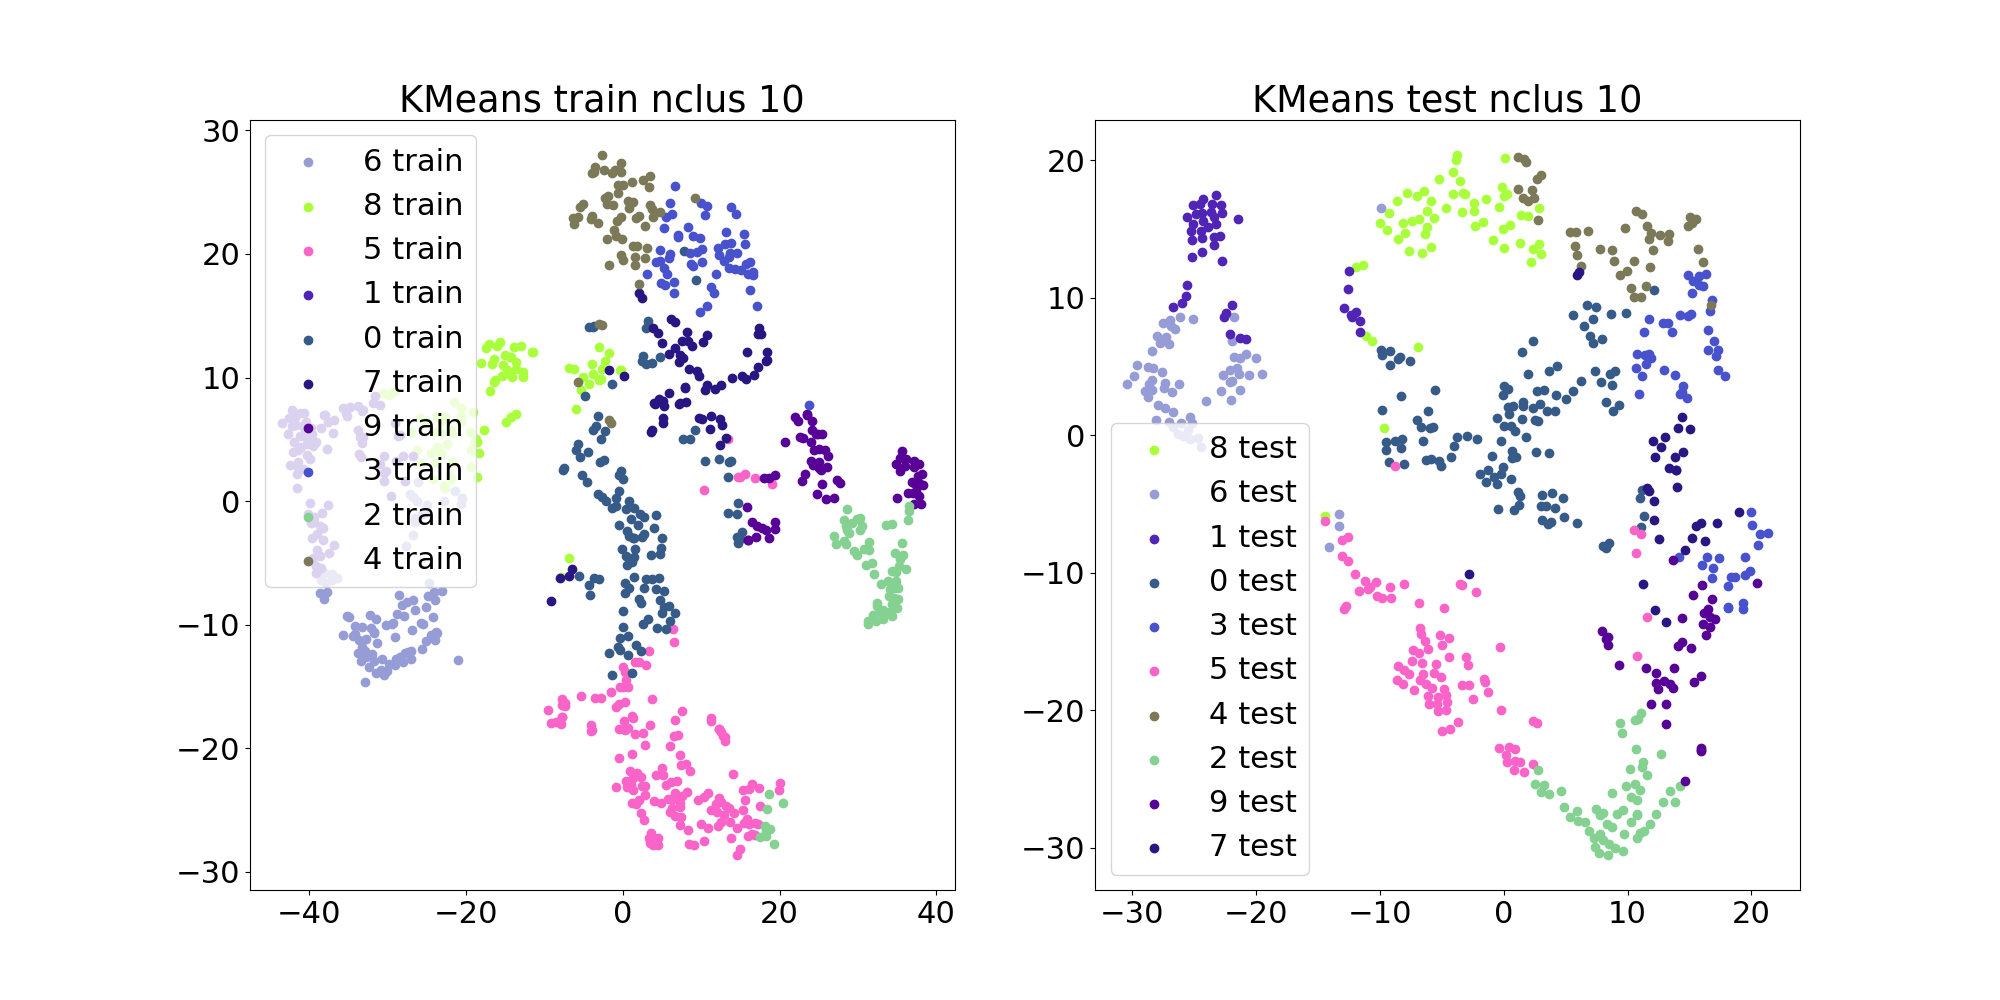 KMeans train nclus 10
30
20
10
0
−10
−20
−30
−40
−20
0
20
40
6 train
8 train
5 train
1 train
0 train
7 train
9 train
3 train
2 train
4 train
KMeans test nclus 10
20
10
0
−10
−20
−30
−30
−20
−10
0
10
20
8 test
6 test
1 test
0 test
3 test
5 test
4 test
2 test
9 test
7 test